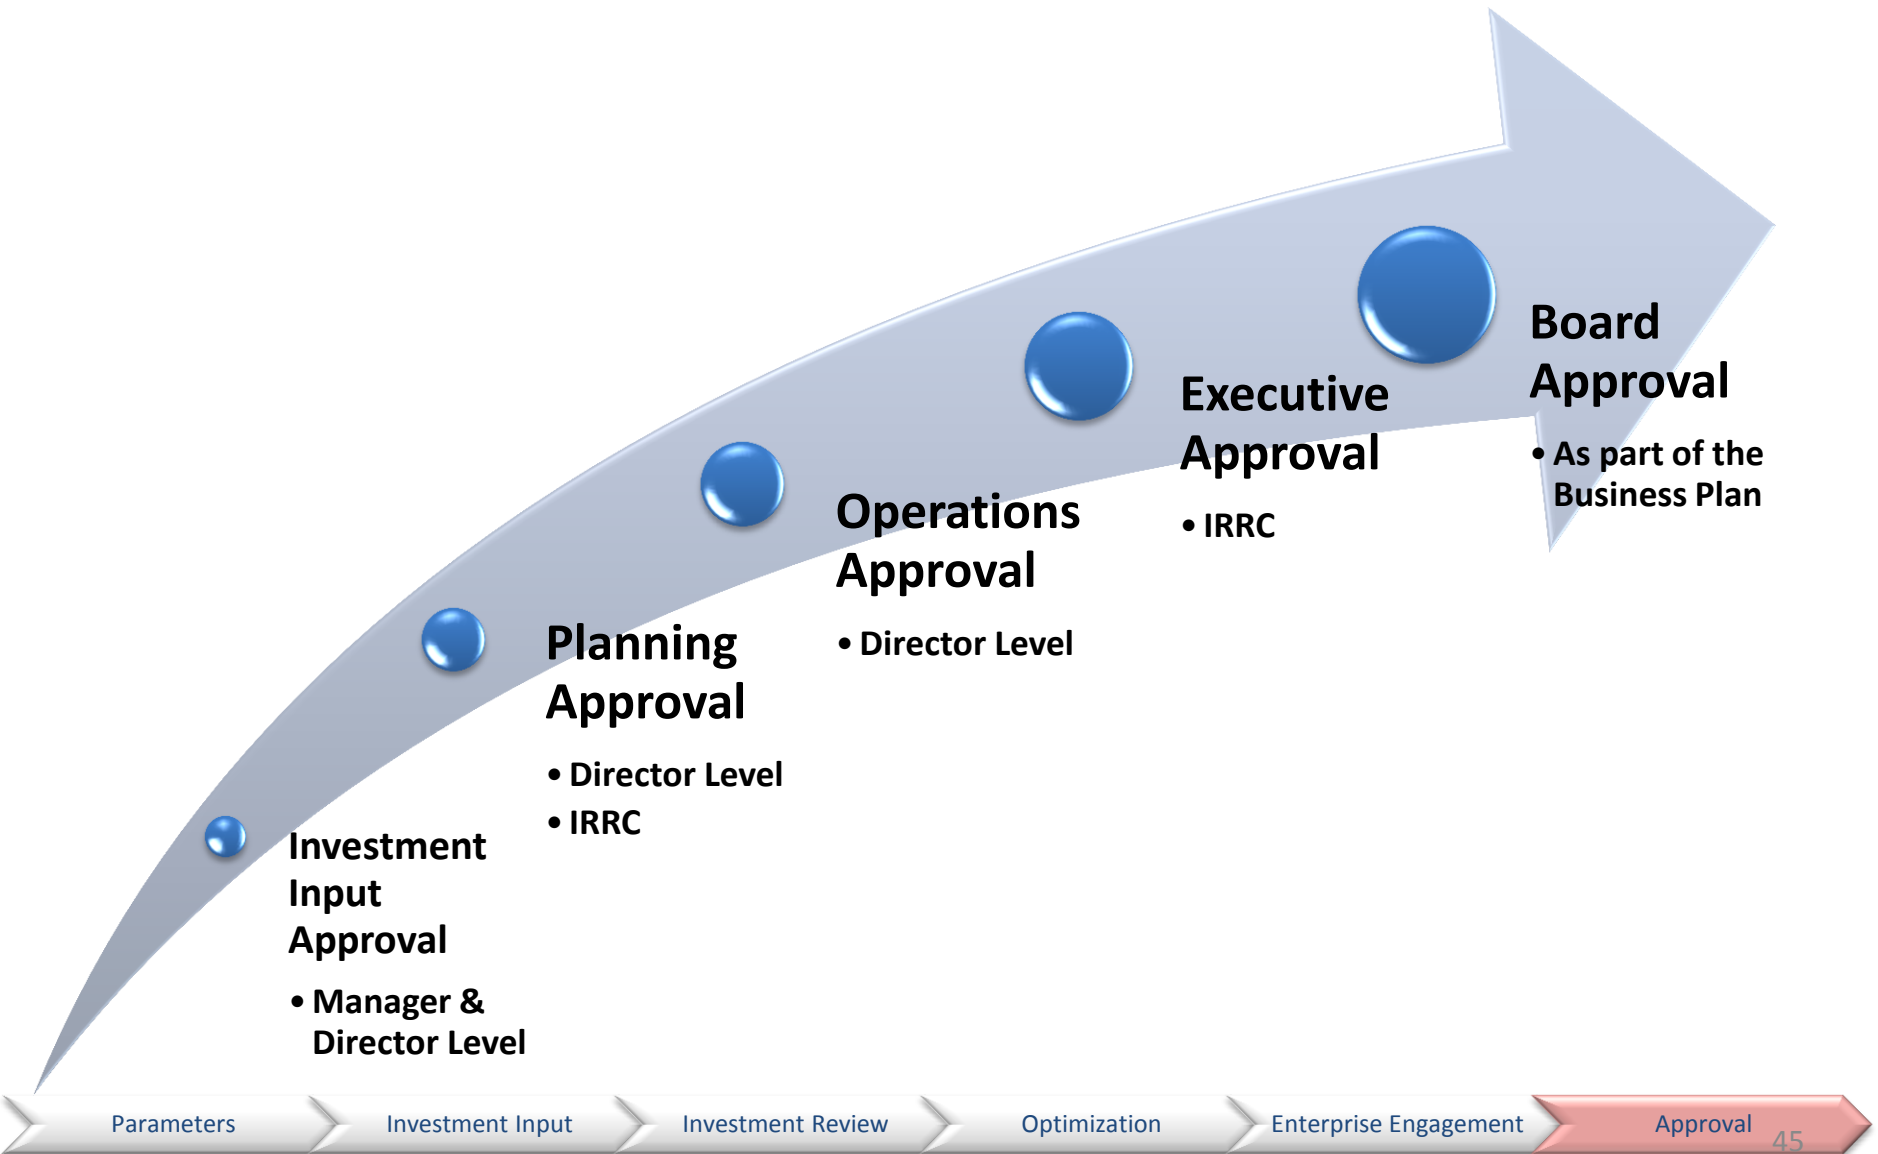 Investment
Input
Approval
• Manager &
Director Level
Planning
Approval
• Director Level
• IRRC
Operations
Approval
• Director Level
Executive
Approval
• IRRC
Board
Approval
• As part of the
Business Plan
Parameters
Investment Input
Investment Review
Optimization
Enterprise Engagement
Approval
45